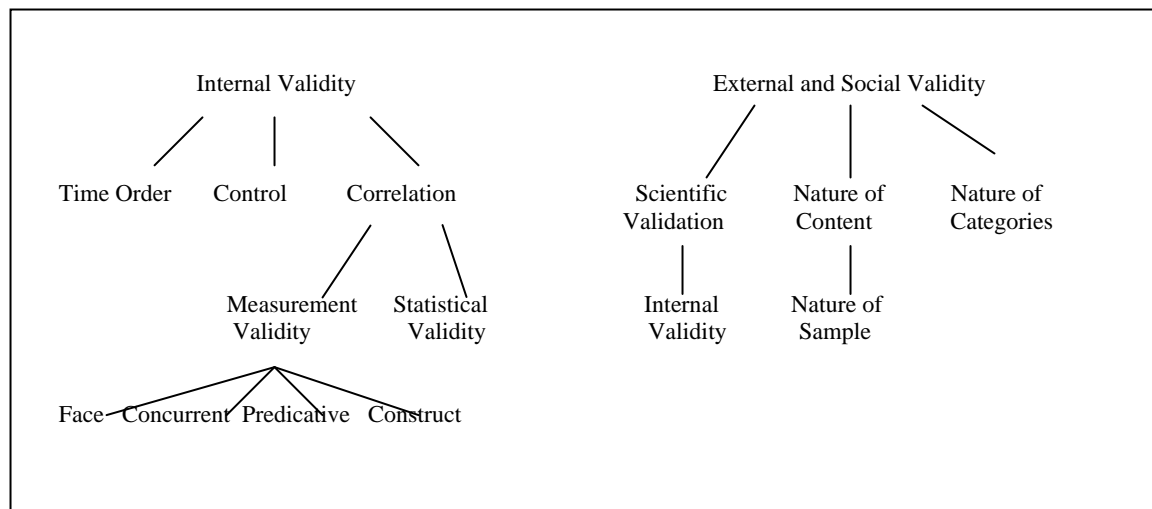 Internal Validity
External and Social Validity
Time Order
Control
Correlation
Scientific
Validation
Nature of
Content
Nature of
Categories
Measurement
Validity
Statistical
Validity
Internal
Validity
Nature of
Sample
Face
Concurrent
Predicative
Construct